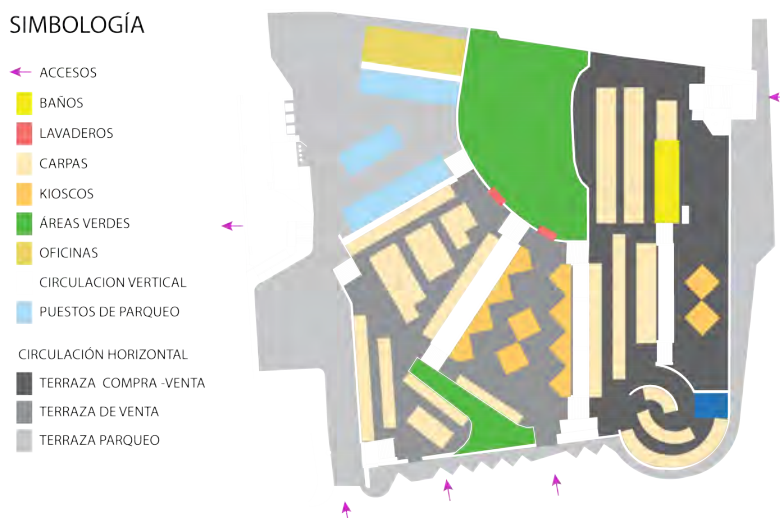 SIMBOLOGÍA
ACCESOS
BAÑOS
LAVADEROS
CARPAS
KIOSCOS
ÁREAS VERDES
OFICINAS
CIRCULACION VERTICAL
PUESTOS DE PARQUEO
CIRCULACIÓN HORIZONTAL
TERRAZA COMPRA -VENTA
TERRAZA DE VENTA
TERRAZA PARQUEO